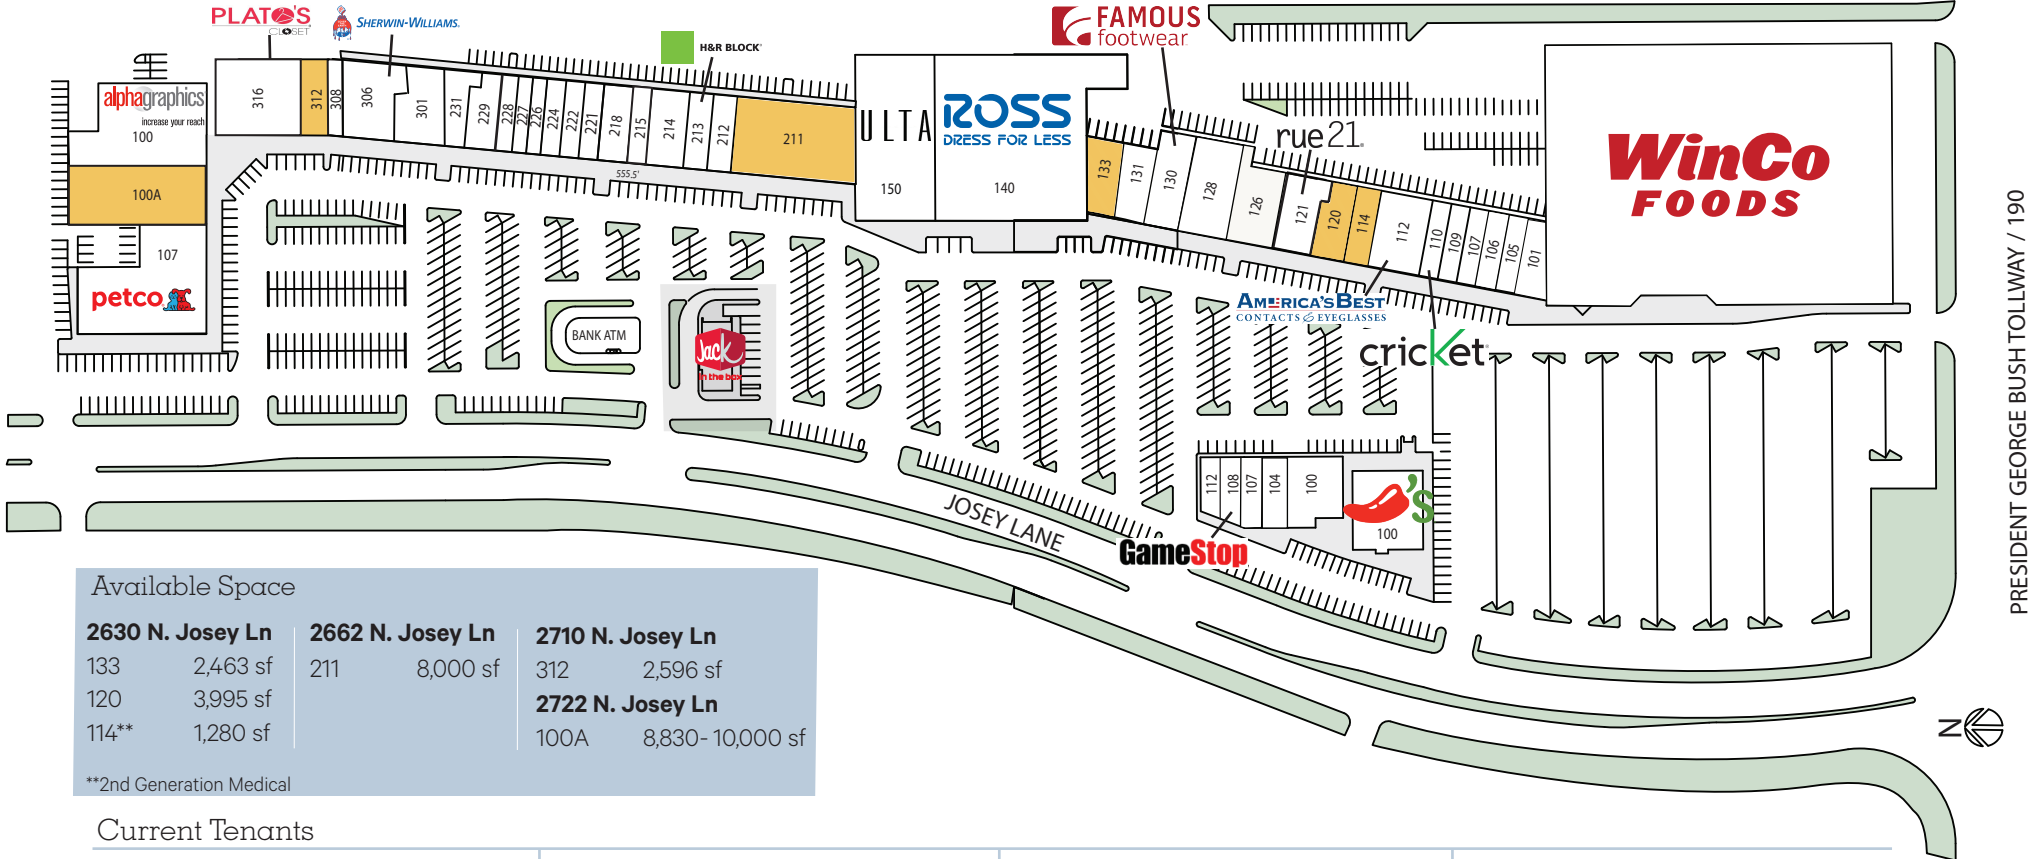 PLATO'S
CLOSET
SHERWIN-WILLIAMS.
H&R BLOCK
FAMOUS
footwear
alphagraphics
increase your reach
100
100A
107
petco
316
312
308
306
301
231
229
228
227
226
224
222
221
218
215
214
213
212
211
555.5'
ULTA
150
ROSS
DRESS FOR LESS
140
133
131
130
128
126
rue21
121
120
114
112
110
109
107
106
105
101
WinCo
FOODS
AMERICA'S BEST
CONTACTS & EYEGLASSES
cricket
BANK ATM
Jack
in the box
112
108
107
104
100
'S
100
GameStop
JOSEY LANE
PRESIDENT GEORGE BUSH TOLLWAY / 190
N
Available Space
2630 N. Josey Ln
133 2,463 sf
120 3,995 sf
114** 1,280 sf
2662 N. Josey Ln
211 8,000 sf
2710 N. Josey Ln
312 2,596 sf
2722 N. Josey Ln
100A 8,830- 10,000 sf
**2nd Generation Medical
Current Tenants